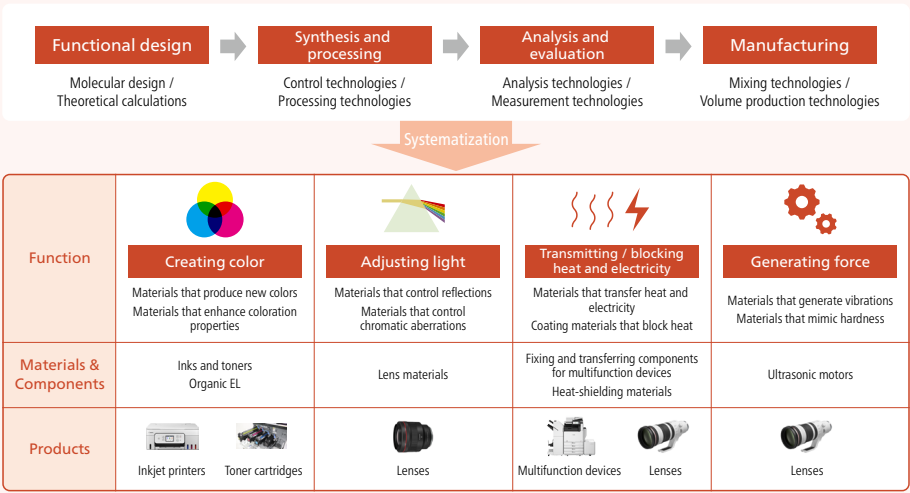 Functional design
Synthesis and
processing
Analysis and
evaluation
Manufacturing
Molecular design /
Theoretical calculations
Control technologies /
Processing technologies
Analysis technologies /
Measurement technologies
Mixing technologies /
Volume production technologies
Systematization
Function
Creating color
Materials that produce new colors
Materials that enhance coloration
properties
Adjusting light
Materials that control reflections
Materials that control
chromatic aberrations
Transmitting / blocking
heat and electricity
Materials that transfer heat and
electricity
Coating materials that block heat
Generating force
Materials that generate vibrations
Materials that mimic hardness
Materials &
Components
Inks and toners
Organic EL
Lens materials
Fixing and transferring components
for multifunction devices
Heat-shielding materials
Ultrasonic motors
Products
Inkjet printers
Toner cartridges
Lenses
Multifunction devices
Lenses
Lenses